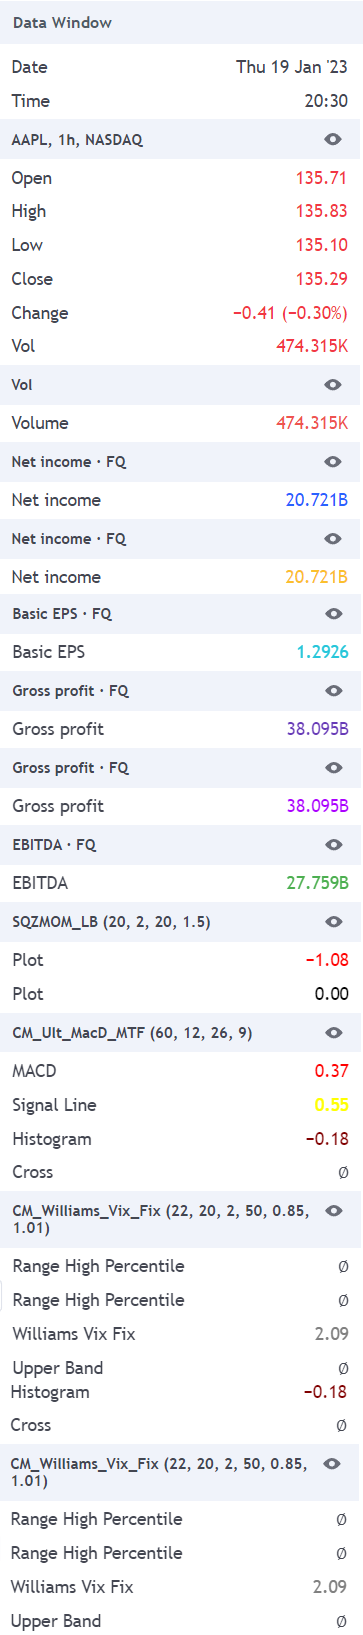 Data Window
Date Thu 19 Jan '23
Time 20:30
AAPL, 1h, NASDAQ
Open 135.71
High 135.83
Low 135.10
Close 135.29
Change −0.41 (−0.30%)
Vol 474.315K
Vol
Volume 474.315K
Net income · FQ
Net income 20.721B
Net income · FQ
Net income 20.721B
Basic EPS · FQ
Basic EPS 1.2926
Gross profit · FQ
Gross profit 38.095B
Gross profit · FQ
Gross profit 38.095B
EBITDA · FQ
EBITDA 27.759B
SQZMOM_LB (20, 2, 20, 1.5)
Plot −1.08
Plot 0.00
CM_Ult_MacD_MTF (60, 12, 26, 9)
MACD 0.37
Signal Line 0.55
Histogram −0.18
Cross ∅
CM_Williams_Vix_Fix (22, 20, 2, 50, 0.85,
1.01)
Range High Percentile ∅
Range High Percentile ∅
Williams Vix Fix 2.09
Upper Band ∅
Histogram −0.18
Cross ∅
CM_Williams_Vix_Fix (22, 20, 2, 50, 0.85,
1.01)
Range High Percentile ∅
Range High Percentile ∅
Williams Vix Fix 2.09
Upper Band ∅